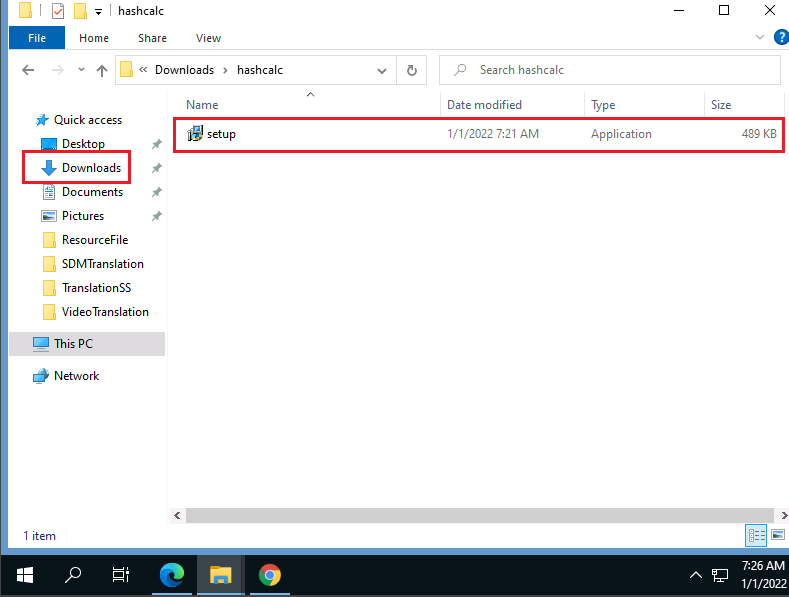 hashcalc
File Home Share View
« Downloads › hashcalc
Search hashcalc
Name Date modified Type Size
setup 1/1/2022 7:21 AM Application 489 KB
Quick access
Desktop
Downloads
Documents
Pictures
ResourceFile
SDMTranslation
TranslationSS
VideoTranslation
This PC
Network
1 item
7:26 AM
1/1/2022